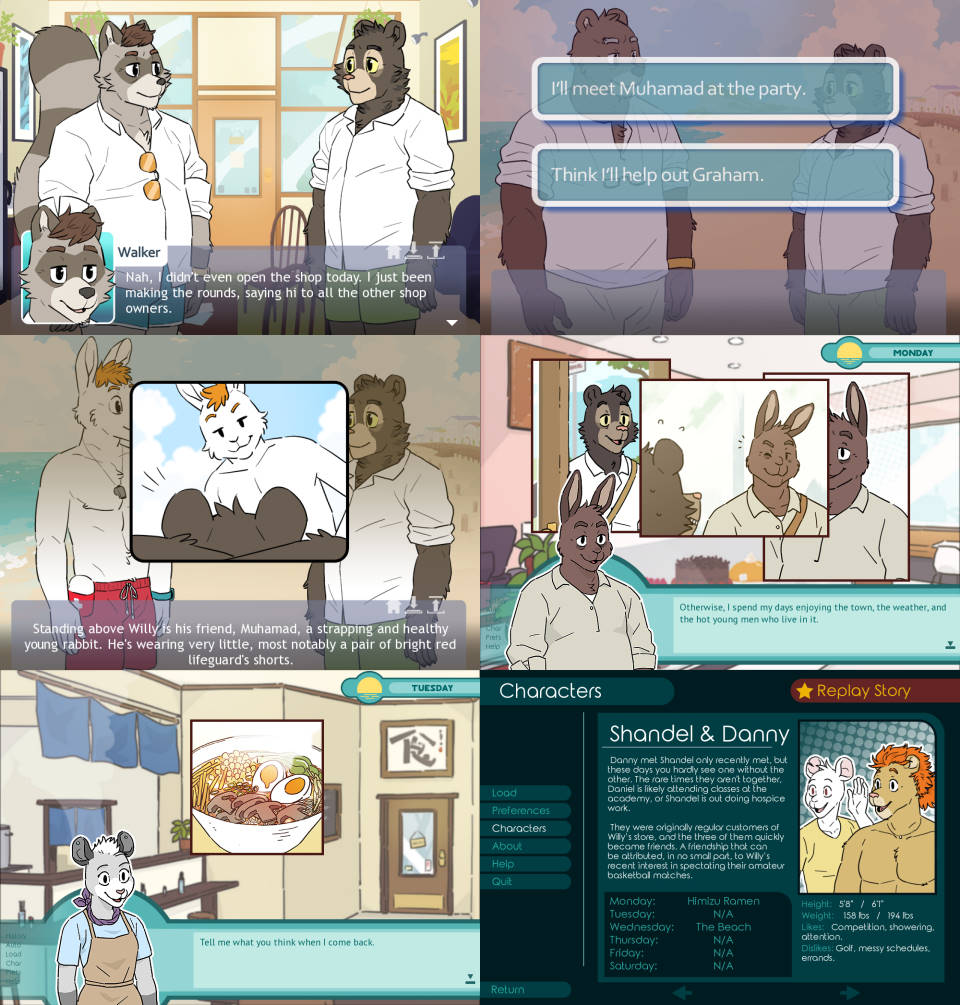 Walker
Nah, I didn't even open the shop today. I just been
making the rounds, saying hi to all the other shop
owners.
I'll meet Muhamad at the party.
Think I'll help out Graham.
Standing above Willy is his friend, Muhamad, a strapping and healthy
young rabbit. He's wearing very little, most notably a pair of bright red
lifeguard's shorts.
MONDAY
Otherwise, I spend my days enjoying the town, the weather, and
the hot young men who live in it.
Char
Prefs
Help
TUESDAY
Tell me what you think when I come back.
History
Auto
Load
Char
Prefs
Help
Characters
Replay Story
Load
Preferences
Characters
About
Help
Quit
Return
Shandel & Danny
Danny met Shandel only recently met, but
these days you hardly see one without the
other. The rare times they aren't together,
Daniel is likely attending classes at the
academy, or Shandel is out doing hospice
work.
They were originally regular customers of
Willy's store, and the three of them quickly
became friends. A friendship that can
be attributed, in no small part, to Willy's
recent interest in spectating their amateur
basketball matches.
Monday: Himizu Ramen
Tuesday: N/A
Wednesday: The Beach
Thursday: N/A
Friday: N/A
Saturday: N/A
Height: 5'8" / 6'1"
Weight: 158 lbs / 194 lbs
Likes: Competition, showering,
attention.
Dislikes: Golf, messy schedules,
errands.